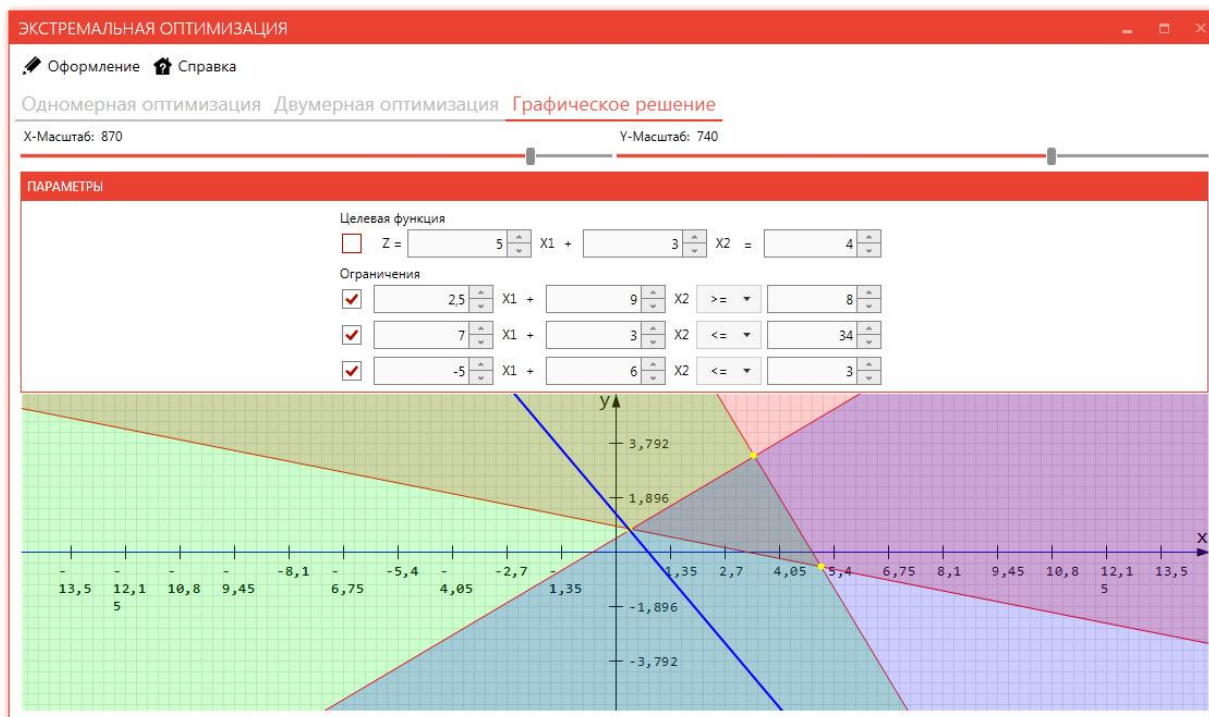 ЭКСТРЕМАЛЬНАЯ ОПТИМИЗАЦИЯ
Оформление Справка
Одномерная оптимизация Двумерная оптимизация Графическое решение
X-Масштаб: 870 Y-Масштаб: 740
ПАРАМЕТРЫ
Целевая функция
Z = 5 X1 + 3 X2 = 4
Ограничения
2,5 X1 + 9 X2 >= 8
7 X1 + 3 X2 <= 34
-5 X1 + 6 X2 <= 3
y
3,792
1,896
x
- - - -8,1 - -5,4 - -2,7 - 1,35 2,7 4,05 5,4 6,75 8,1 9,45 10,8 12,1 13,5
13,5 12,1 10,8 9,45 6,75 4,05 1,35 5
5
-1,896
-3,792